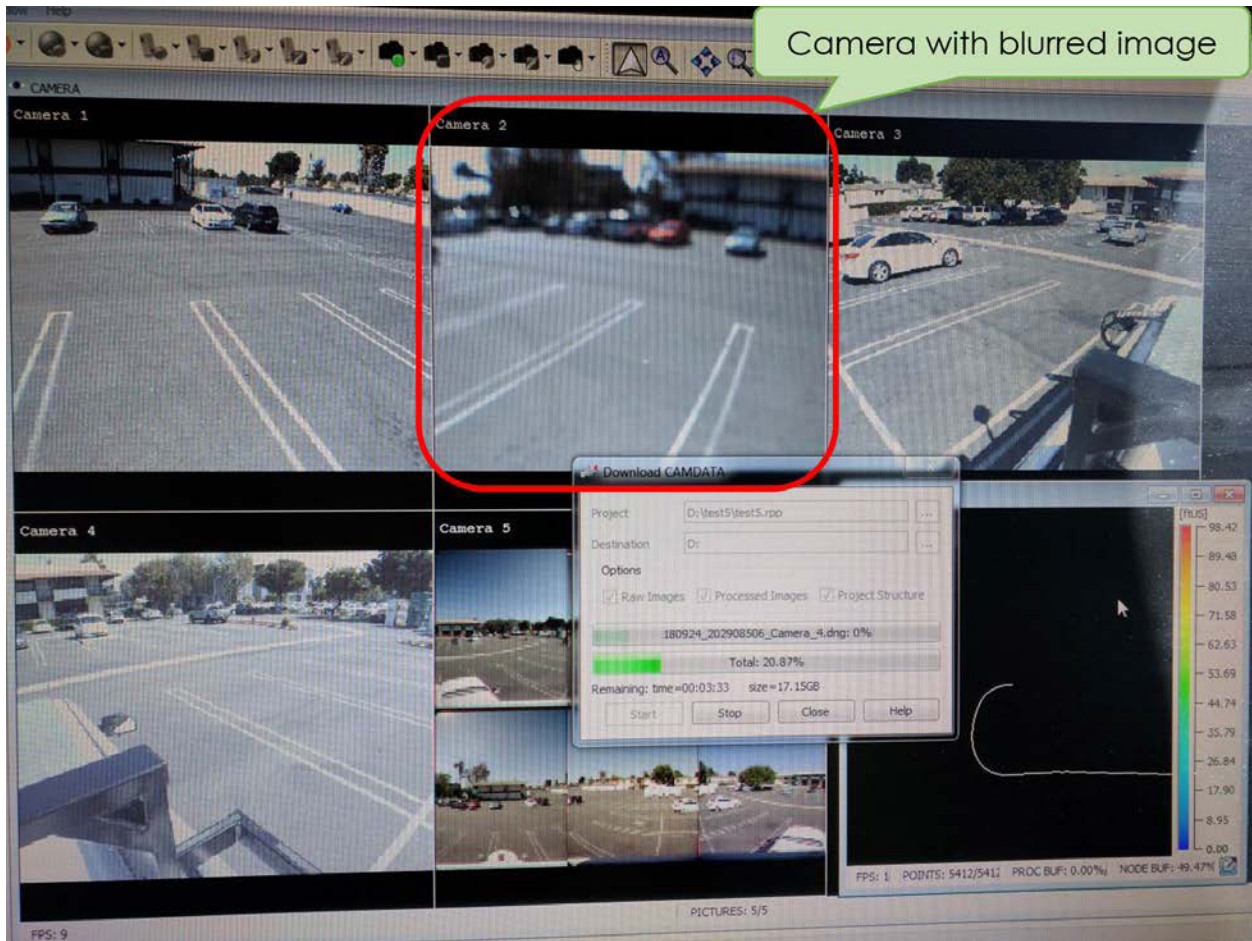 Help
Camera with blurred image
CAMERA
Camera 1
Camera 2
Camera 3
Download CAMDATA
Project D:\test5\test5.rpp ...
Destination D: ...
Options
Raw Images Processed Images Project Structure
180924_202908506_Camera_4.dng: 0%
Total: 20.87%
Remaining: time=00:03:33 size=17.15GB
Start Stop Close Help
Camera 4
Camera 5
[ftUS]
98.42
89.48
80.53
71.58
62.63
53.69
44.74
35.79
26.84
17.90
8.95
0.00
FPS: 1 POINTS: 5412/5412 PROC BUF: 0.00% NODE BUF: 49.47%
PICTURES: 5/5
FPS: 9